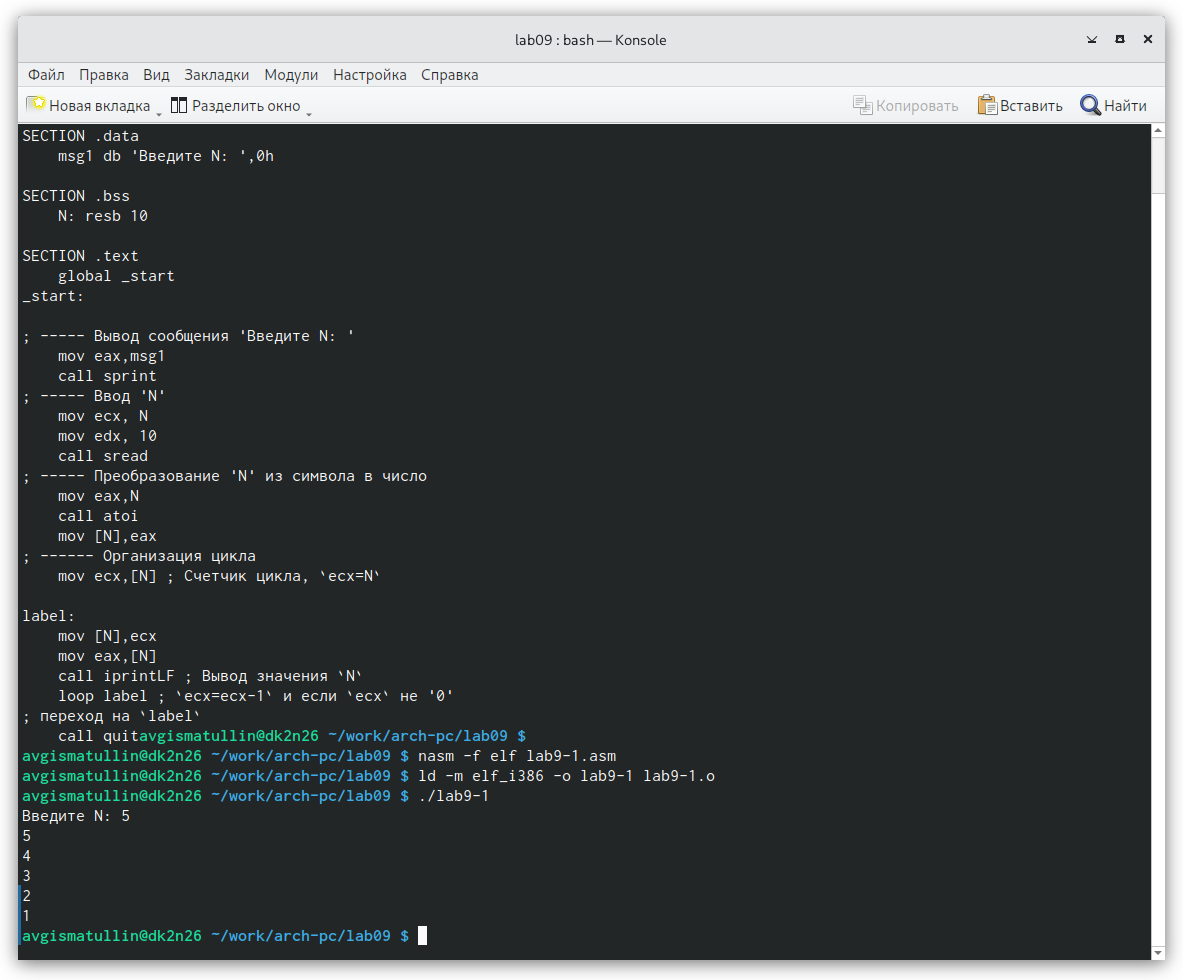 lab09 : bash — Konsole
Файл Правка Вид Закладки Модули Настройка Справка
Новая вкладка Разделить окно Копировать Вставить Найти
SECTION .data
    msg1 db 'Введите N: ',0h

SECTION .bss
    N: resb 10

SECTION .text
    global _start
_start:

; ----- Вывод сообщения 'Введите N: '
    mov eax,msg1
    call sprint
; ----- Ввод 'N'
    mov ecx, N
    mov edx, 10
    call sread
; ----- Преобразование 'N' из символа в число
    mov eax,N
    call atoi
    mov [N],eax
; ------ Организация цикла
    mov ecx,[N] ; Счетчик цикла, `ecx=N`

label:
    mov [N],ecx
    mov eax,[N]
    call iprintLF ; Вывод значения `N`
    loop label ; `ecx=ecx-1` и если `ecx` не '0'
; переход на `label`
    call quitavgismatullin@dk2n26 ~/work/arch-pc/lab09 $
avgismatullin@dk2n26 ~/work/arch-pc/lab09 $ nasm -f elf lab9-1.asm
avgismatullin@dk2n26 ~/work/arch-pc/lab09 $ ld -m elf_i386 -o lab9-1 lab9-1.o
avgismatullin@dk2n26 ~/work/arch-pc/lab09 $ ./lab9-1
Введите N: 5
5
4
3
2
1
avgismatullin@dk2n26 ~/work/arch-pc/lab09 $